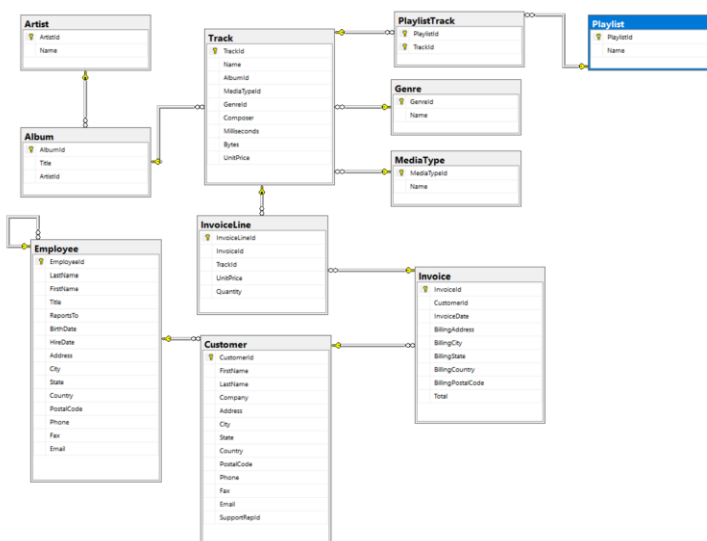 Artist
ArtistId
Name
Album
AlbumId
Title
ArtistId
Track
TrackId
Name
AlbumId
MediaTypeId
GenreId
Composer
Milliseconds
Bytes
UnitPrice
PlaylistTrack
PlaylistId
TrackId
Playlist
PlaylistId
Name
Genre
GenreId
Name
MediaType
MediaTypeId
Name
InvoiceLine
InvoiceLineId
InvoiceId
TrackId
UnitPrice
Quantity
Employee
EmployeeId
LastName
FirstName
Title
ReportsTo
BirthDate
HireDate
Address
City
State
Country
PostalCode
Phone
Fax
Email
Customer
CustomerId
FirstName
LastName
Company
Address
City
State
Country
PostalCode
Phone
Fax
Email
SupportRepId
Invoice
InvoiceId
CustomerId
InvoiceDate
BillingAddress
BillingCity
BillingState
BillingCountry
BillingPostalCode
Total